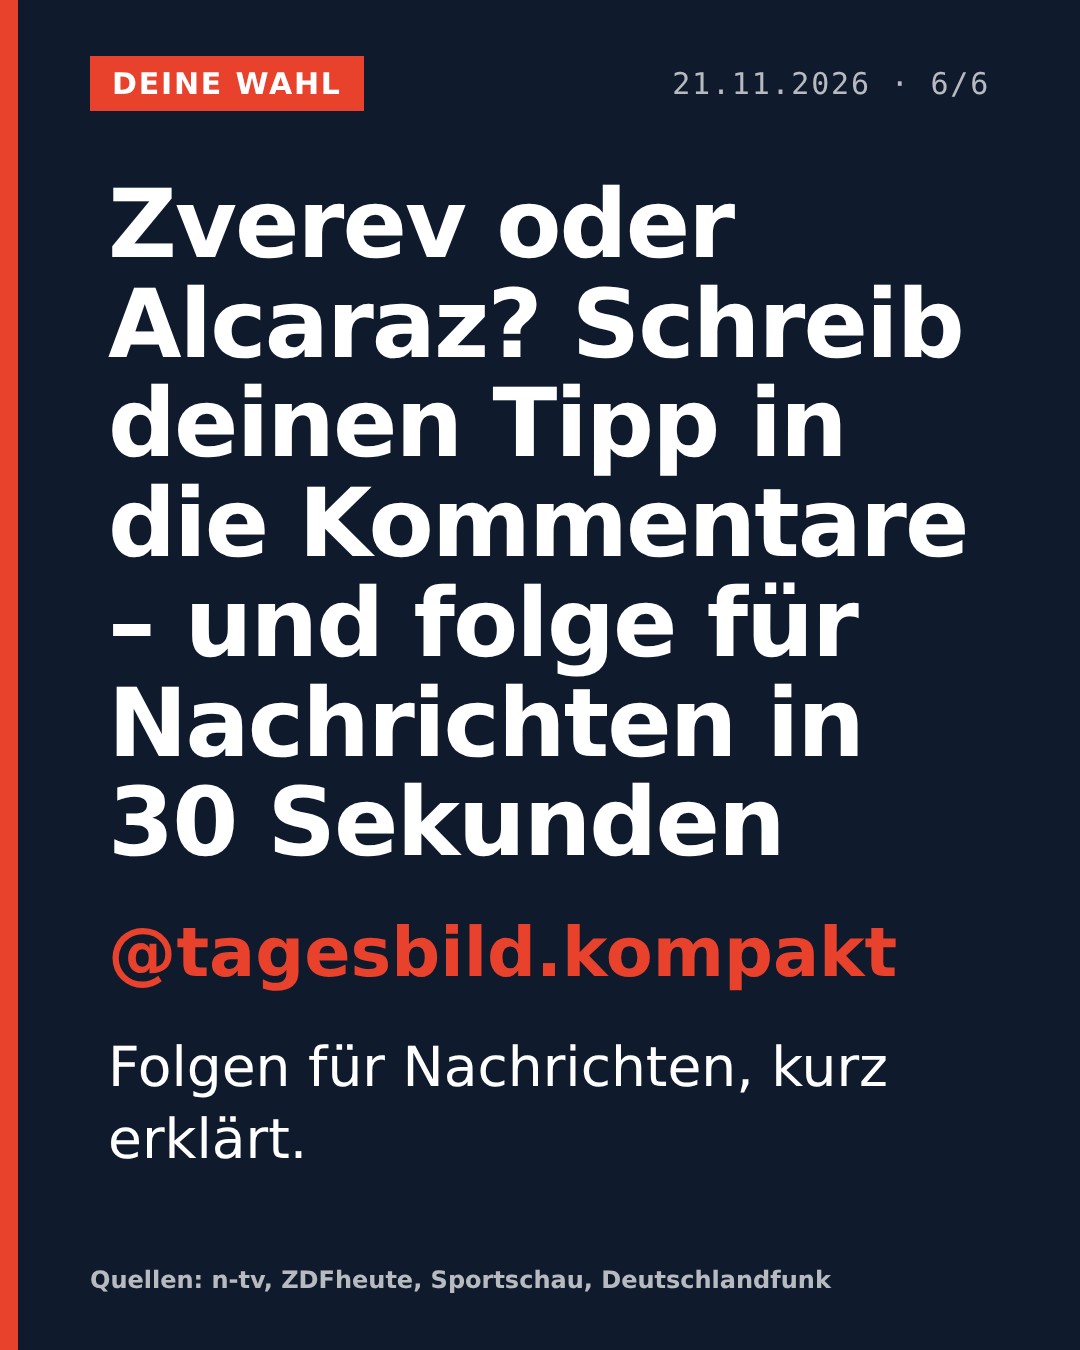 DEINE WAHL
21.11.2026 · 6/6
Zverev oder
Alcaraz? Schreib
deinen Tipp in
die Kommentare
– und folge für
Nachrichten in
30 Sekunden
@tagesbild.kompakt
Folgen für Nachrichten, kurz
erklärt.
Quellen: n-tv, ZDFheute, Sportschau, Deutschlandfunk